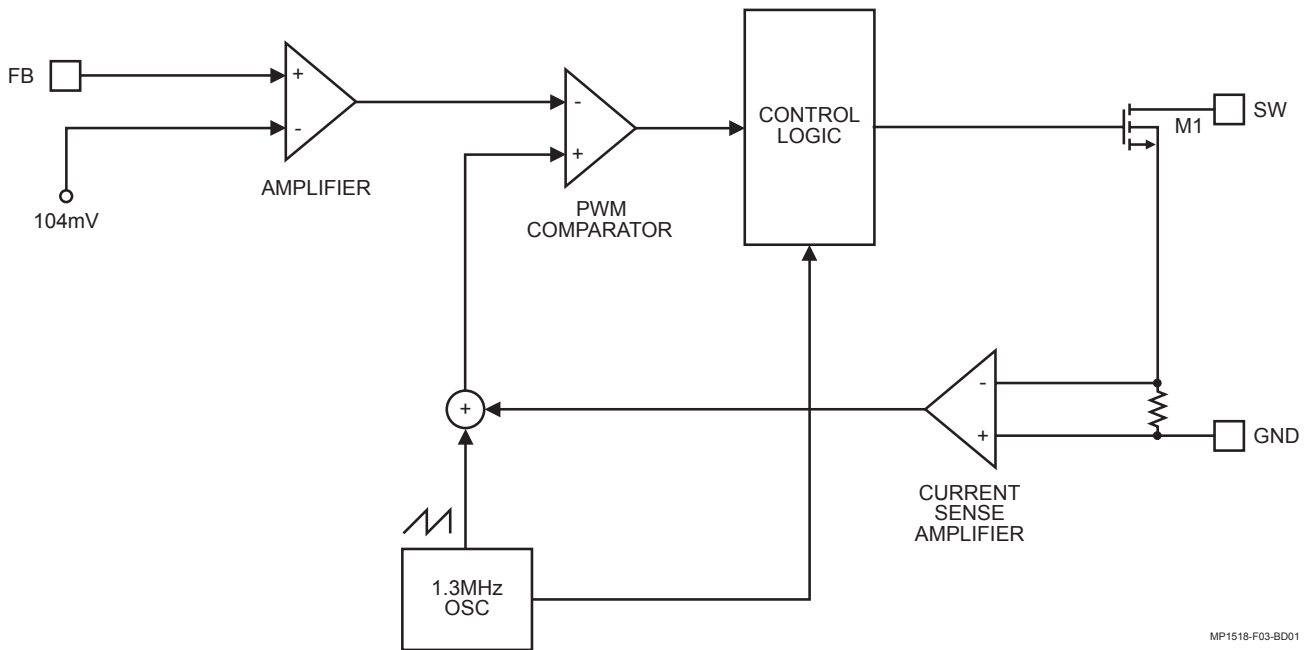 FB
+
-
104mV
AMPLIFIER
-
+
PWM
COMPARATOR
CONTROL
LOGIC
M1
SW
+
-
+
GND
CURRENT
SENSE
AMPLIFIER
1.3MHz
OSC
MP1518-F03-BD01